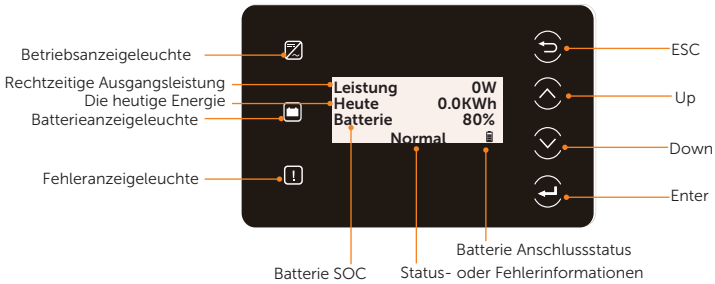 Betriebsanzeigeleuchte
Rechtzeitige Ausgangsleistung
Die heutige Energie
Batterieanzeigeleuchte
Fehleranzeigeleuchte
Leistung 0W
Heute 0.0KWh
Batterie 80%
Normal
!
ESC
Up
Down
Enter
Batterie Anschlussstatus
Batterie SOC
Status- oder Fehlerinformationen